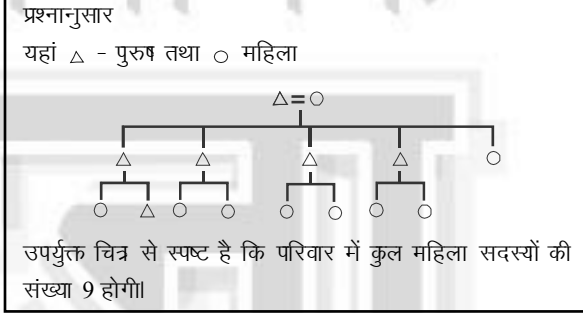 प्रश्नानुसार
यहां △ - पुरुष तथा ○ महिला
△=○
△ △ △ △ ○
○ △ ○ ○ ○ ○ ○ ○
उपर्युक्त चित्र से स्पष्ट है कि परिवार में कुल महिला सदस्यों की
संख्या 9 होगी॥